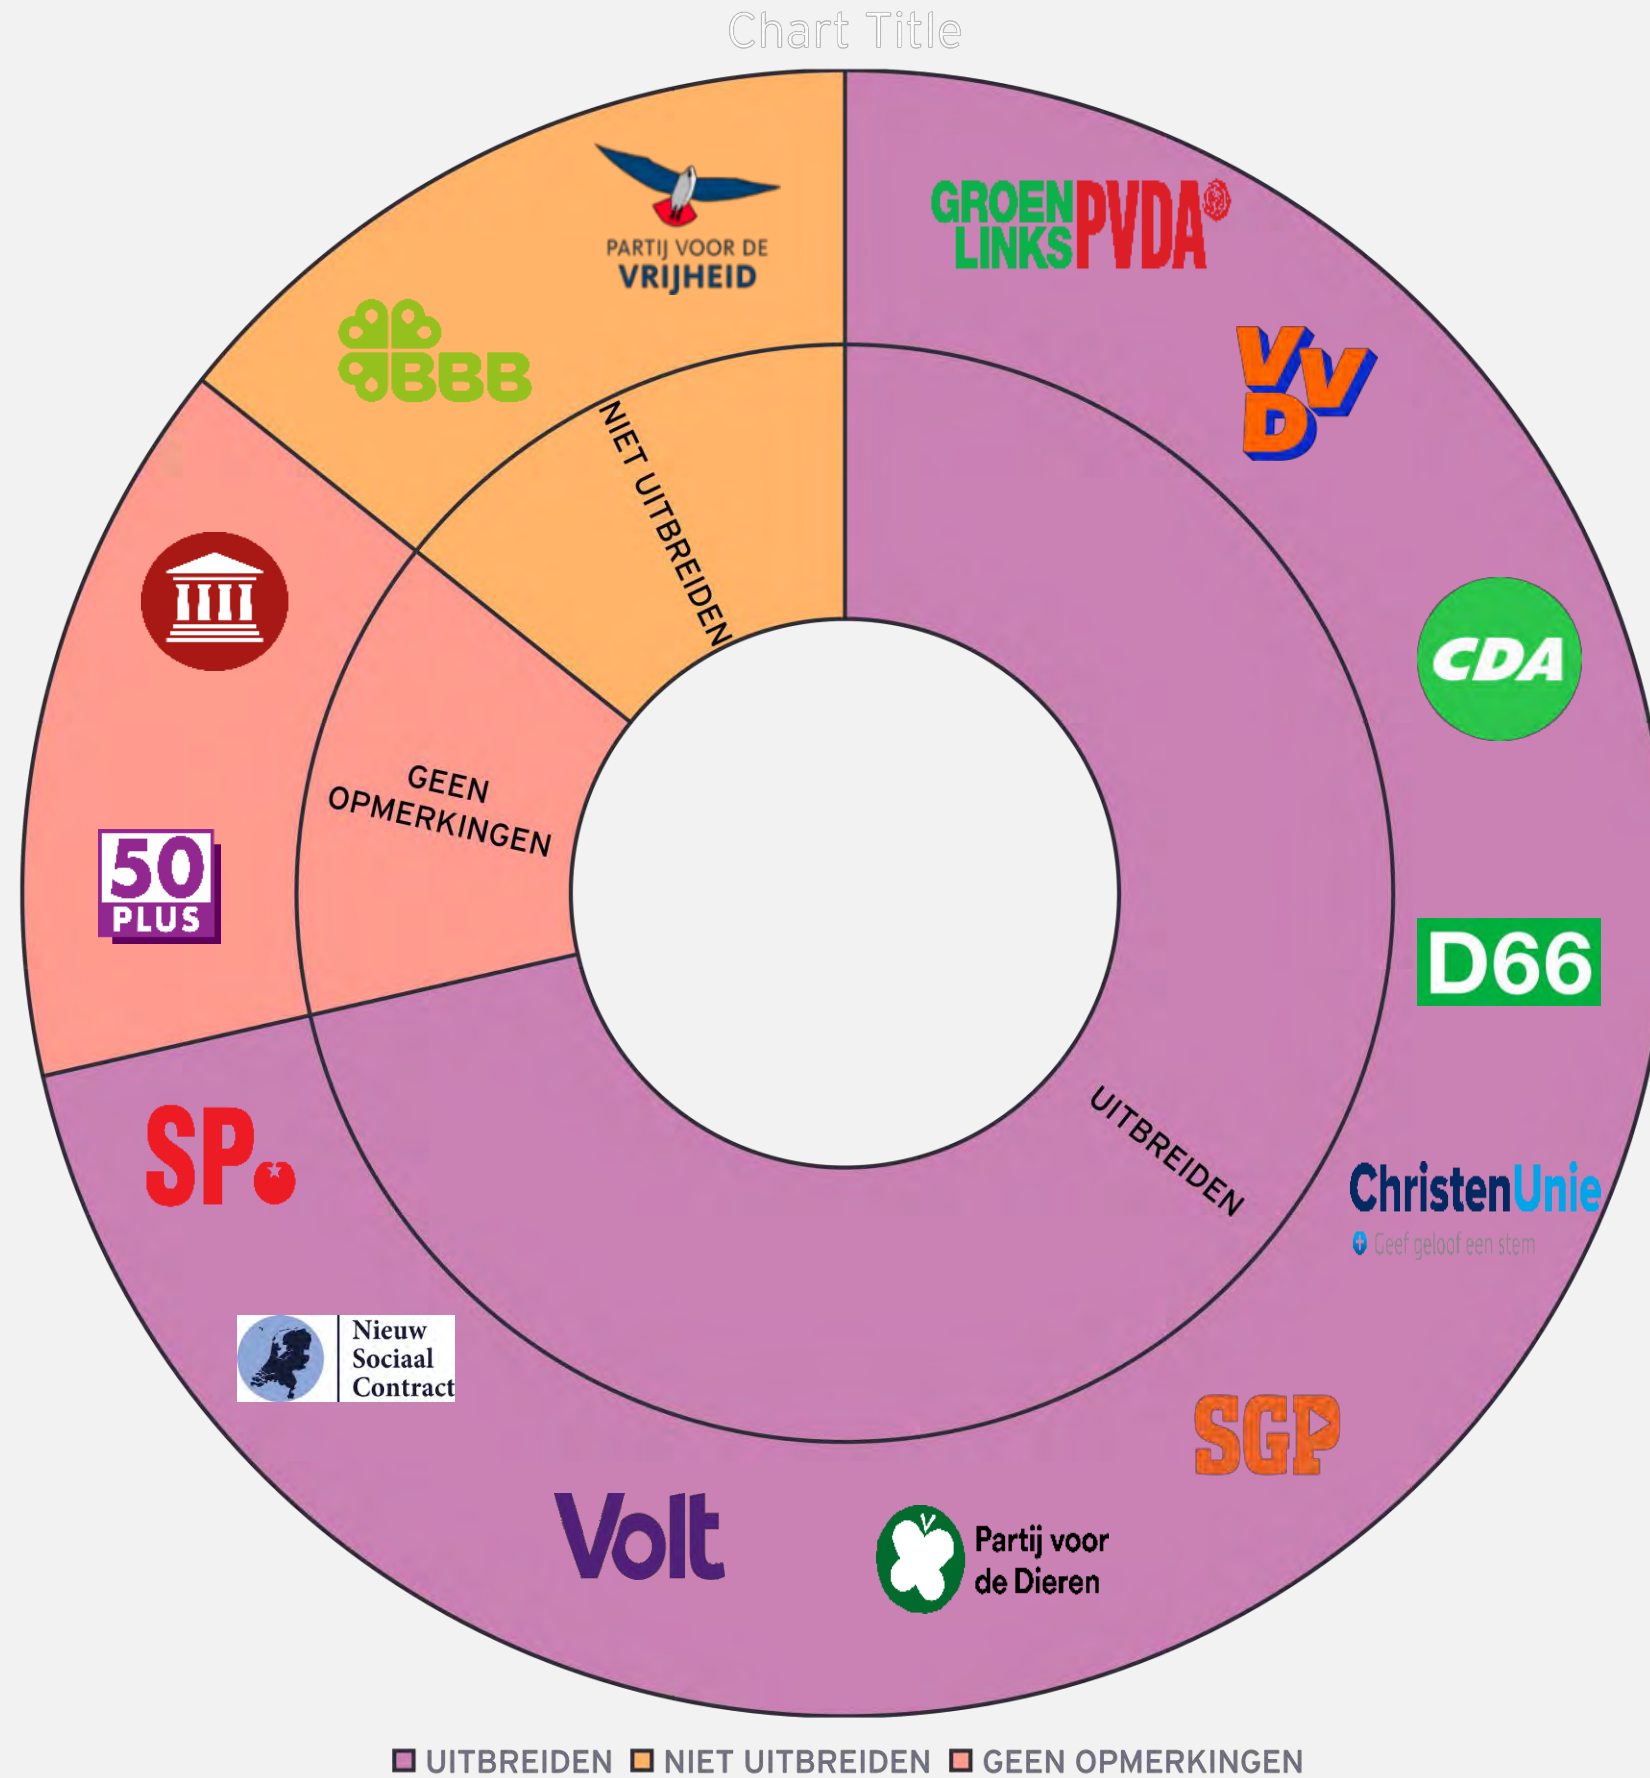 Chart Title
PARTIJ VOOR DE
VRIJHEID
GROEN
LINKS
PVDA
VVD
BBB
NIET UITBREIDEN
CDA
GEEN
OPMERKINGEN
50
PLUS
D66
SP
UITBREIDEN
ChristenUnie
Geef geloof een stem
Nieuw
Sociaal
Contract
SGP
Volt
Partij voor
de Dieren
UITBREIDEN NIET UITBREIDEN GEEN OPMERKINGEN